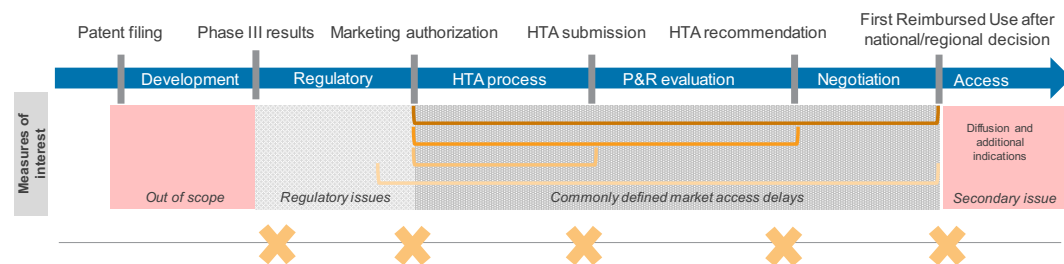 First Reimbursed Use after
Patent filing Phase III results Marketing authorization HTA submission HTA recommendation national/regional decision
Development Regulatory HTA process P&R evaluation Negotiation Access
Measures of
interest
Diffusion and
additional
indications
Out of scope Regulatory issues Commonly defined market access delays Secondary issue